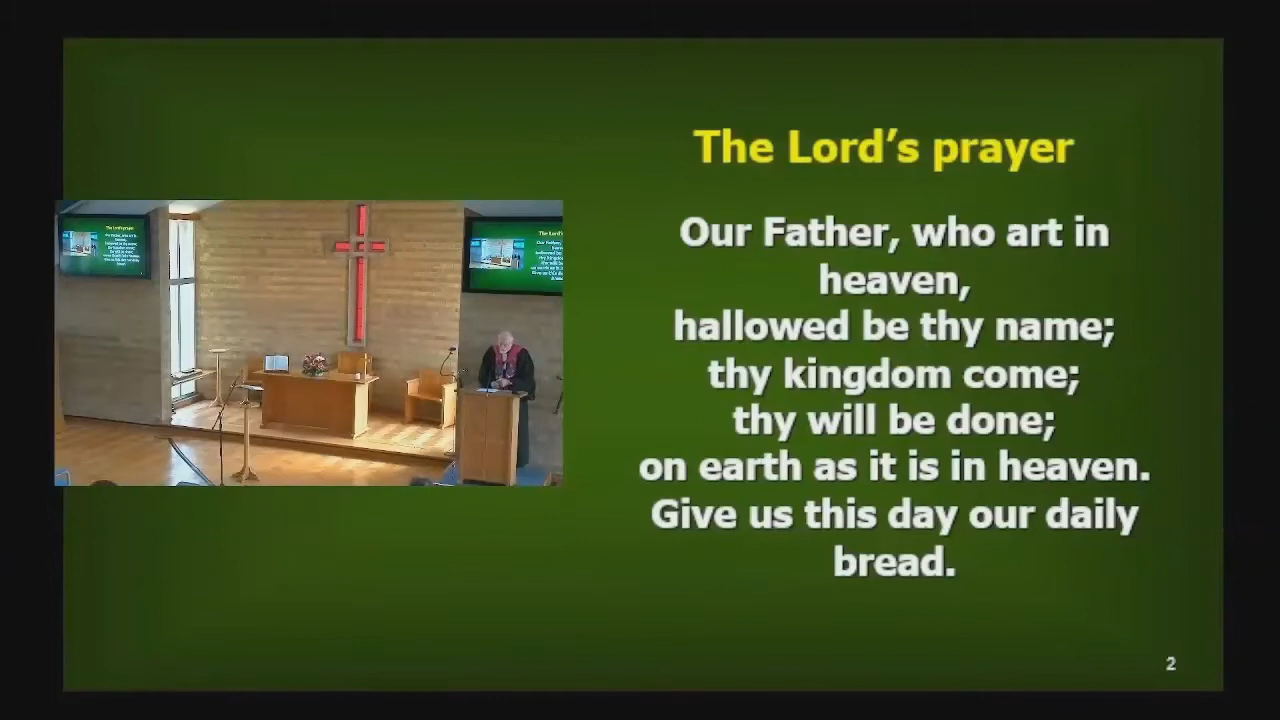 The Lord's prayer
Our Father, who art in
heaven,
hallowed be thy name;
thy kingdom come;
thy will be done;
on earth as it is in heaven.
Give us this day our daily
bread.
2